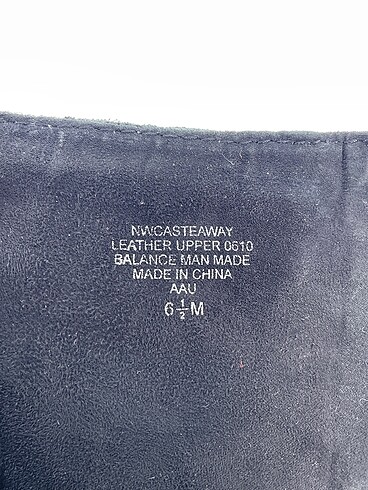 NWCASTEAWAY
LEATHER UPPER 0610
BALANCE MAN MADE
MADE IN CHINA
AAU
6 ½ M